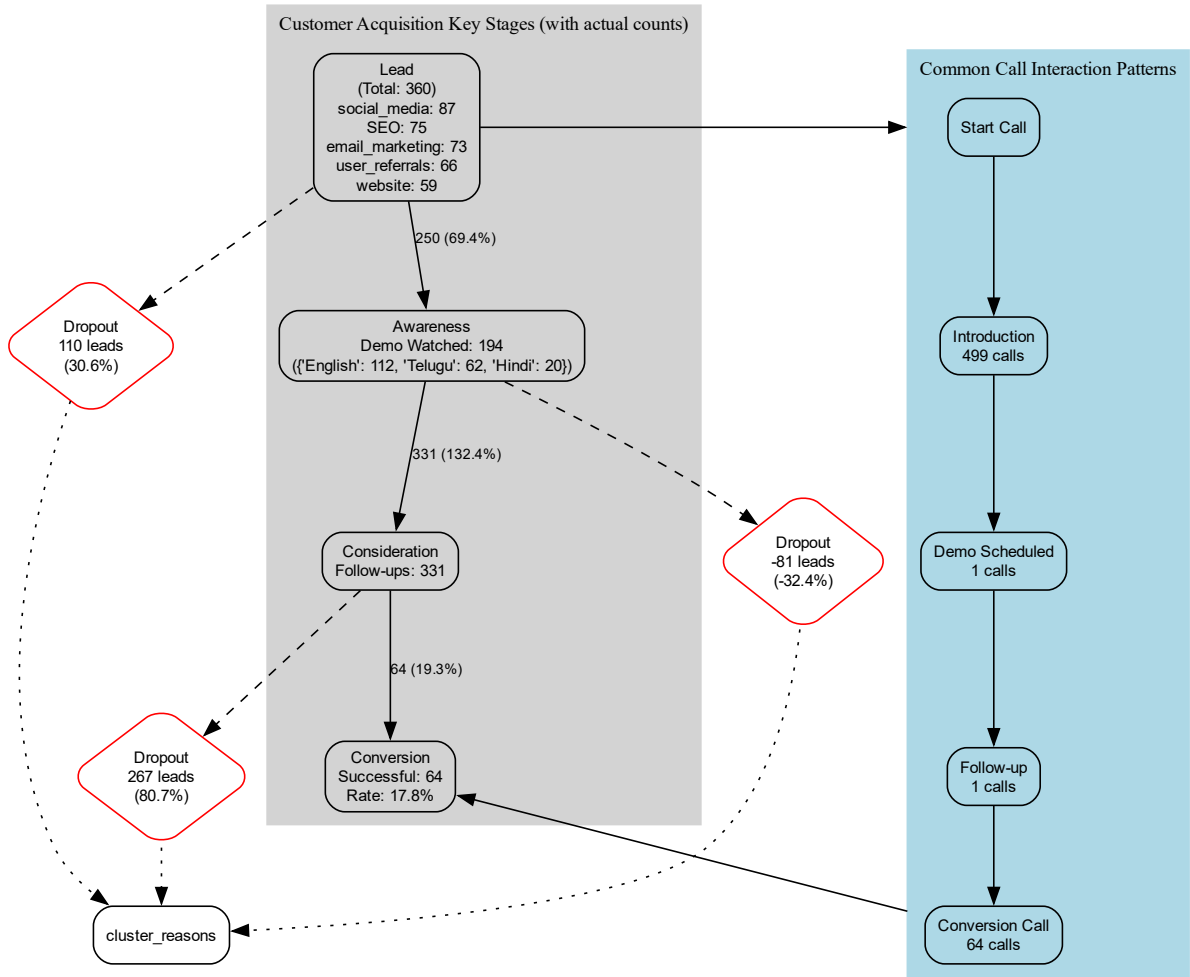 Customer Acquisition Key Stages (with actual counts)
Lead
(Total: 360)
social_media: 87
SEO: 75
email_marketing: 73
user_referrals: 66
website: 59
250 (69.4%)
Dropout
110 leads
(30.6%)
Awareness
Demo Watched: 194
({'English': 112, 'Telugu': 62, 'Hindi': 20})
331 (132.4%)
Dropout
-81 leads
(-32.4%)
Consideration
Follow-ups: 331
64 (19.3%)
Dropout
267 leads
(80.7%)
Conversion
Successful: 64
Rate: 17.8%
cluster_reasons
Common Call Interaction Patterns
Start Call
Introduction
499 calls
Demo Scheduled
1 calls
Follow-up
1 calls
Conversion Call
64 calls